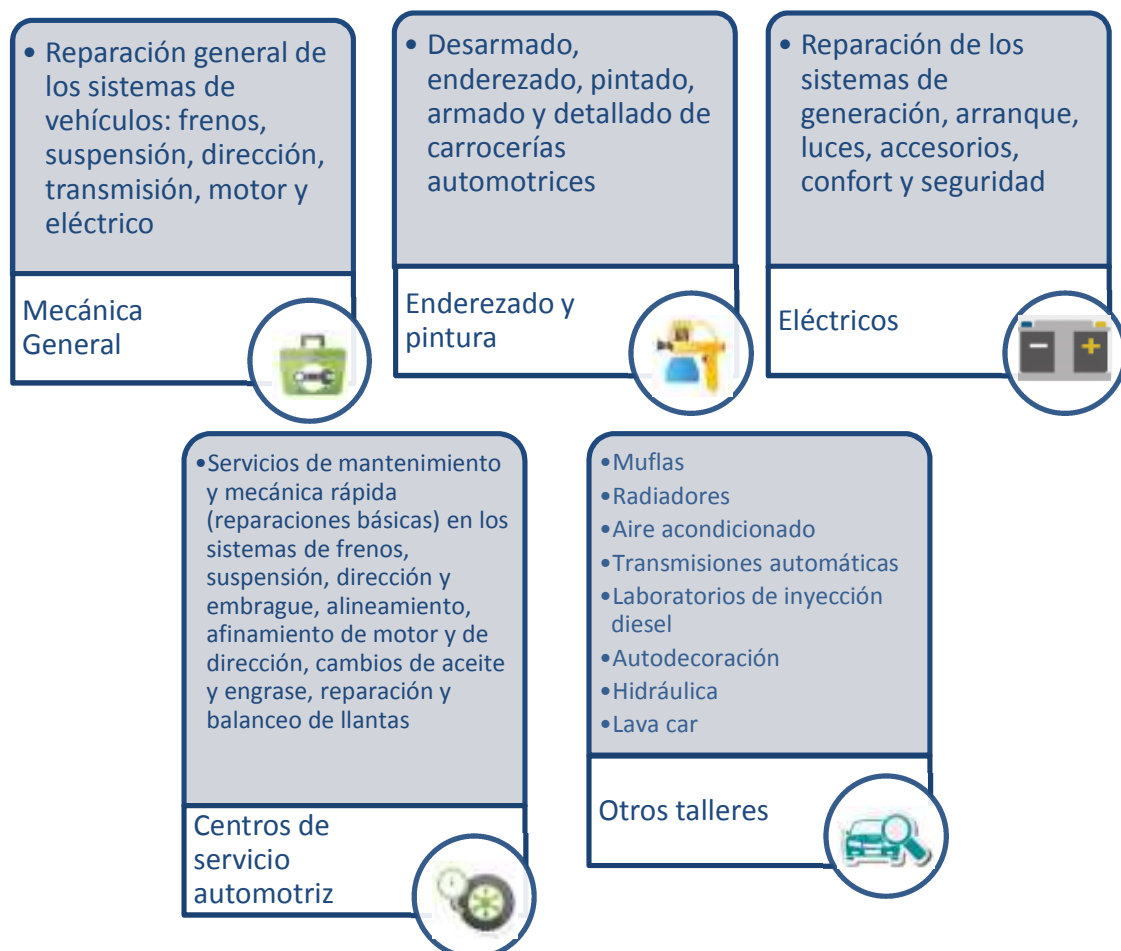 • Reparación general de
los sistemas de
vehículos: frenos,
suspensión, dirección,
transmisión, motor y
eléctrico
Mecánica
General
• Desarmado,
enderezado, pintado,
armado y detallado de
carrocerías
automotrices
Enderezado y
pintura
• Reparación de los
sistemas de
generación, arranque,
luces, accesorios,
confort y seguridad
Eléctricos
•Servicios de mantenimiento
y mecánica rápida
(reparaciones básicas) en los
sistemas de frenos,
suspensión, dirección y
embrague, alineamiento,
afinamiento de motor y de
dirección, cambios de aceite
y engrase, reparación y
balanceo de llantas
Centros de
servicio
automotriz
•Muflas
•Radiadores
•Aire acondicionado
•Transmisiones automáticas
•Laboratorios de inyección
diesel
•Autodecoración
•Hidráulica
•Lava car
Otros talleres